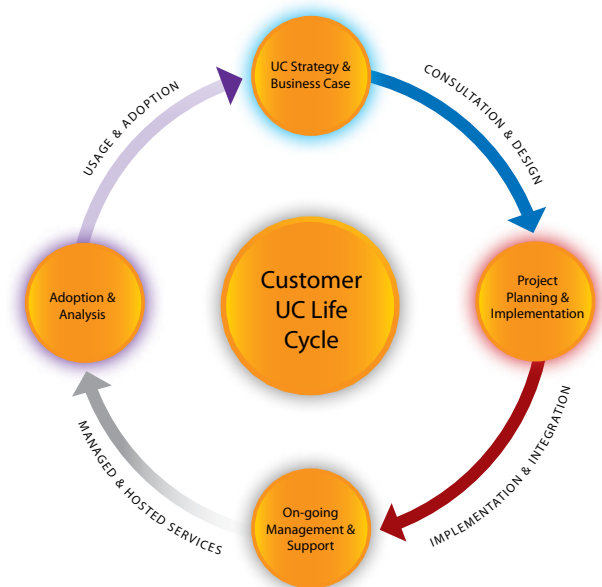 UC Strategy &
Business Case
CONSULTATION & DESIGN
Project
Planning &
Implementation
IMPLEMENTATION & INTEGRATION
On-going
Management &
Support
MANAGED & HOSTED SERVICES
Adoption &
Analysis
USAGE & ADOPTION
Customer
UC Life
Cycle